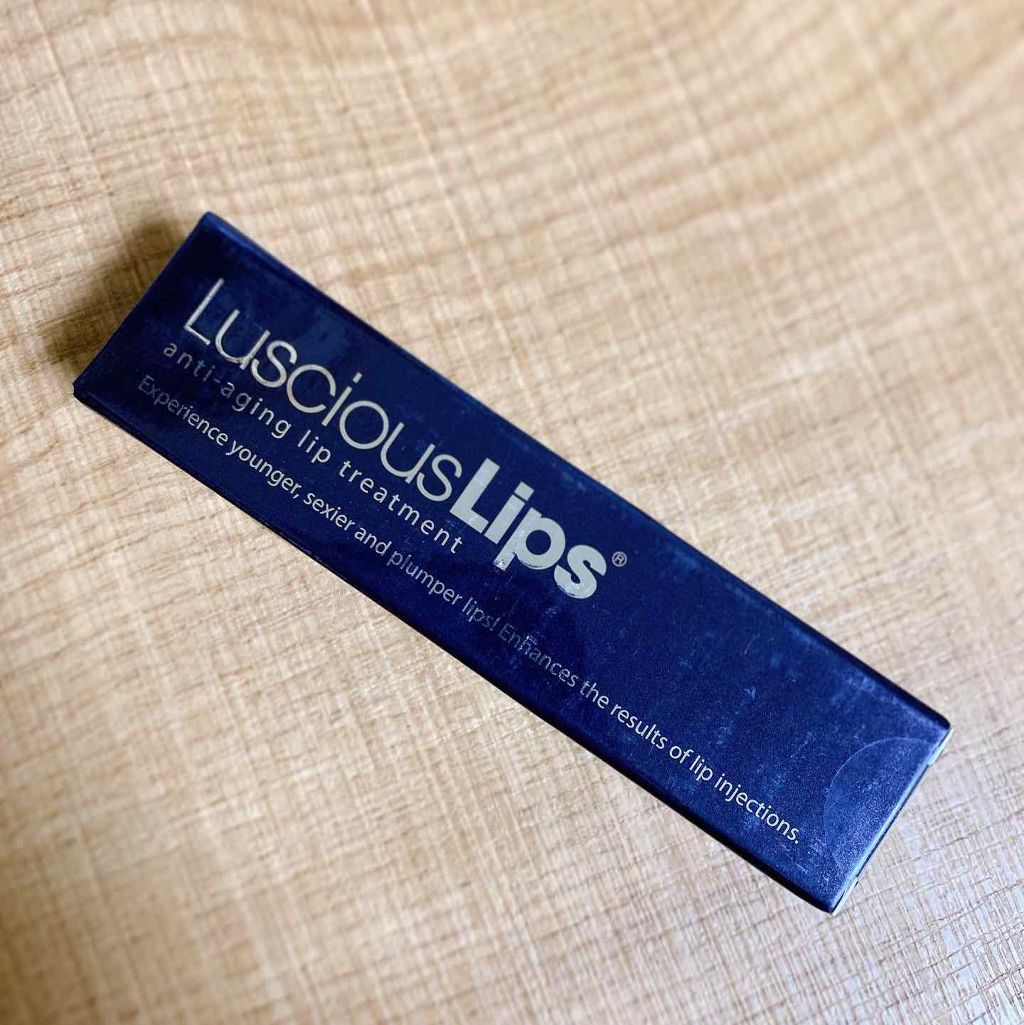 LusciousLips®
anti-aging lip treatment
Experience younger, sexier and plumper lips! Enhances the results of lip injections.